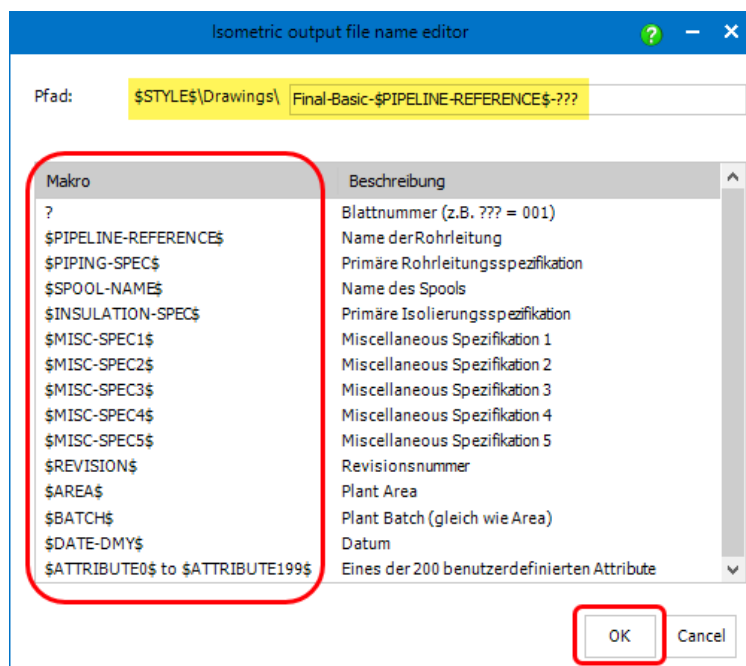 Isometric output file name editor
Pfad: $STYLE$\Drawings\ Final-Basic-$PIPELINE-REFERENCE$-???
Makro Beschreibung
? Blattnummer (z.B. ??? = 001)
$PIPELINE-REFERENCE$ Name derRohrleitung
$PIPING-SPEC$ Primäre Rohrleitungsspezifikation
$SPOOL-NAME$ Name des Spools
$INSULATION-SPEC$ Primäre Isolierungsspezifikation
$MISC-SPEC1$ Miscellaneous Spezifikation 1
$MISC-SPEC2$ Miscellaneous Spezifikation 2
$MISC-SPEC3$ Miscellaneous Spezifikation 3
$MISC-SPEC4$ Miscellaneous Spezifikation 4
$MISC-SPEC5$ Miscellaneous Spezifikation 5
$REVISION$ Revisionsnummer
$AREA$ Plant Area
$BATCH$ Plant Batch (gleich wie Area)
$DATE-DMY$ Datum
$ATTRIBUTE0$ to $ATTRIBUTE199$ Eines der 200 benutzerdefinierten Attribute
OK Cancel